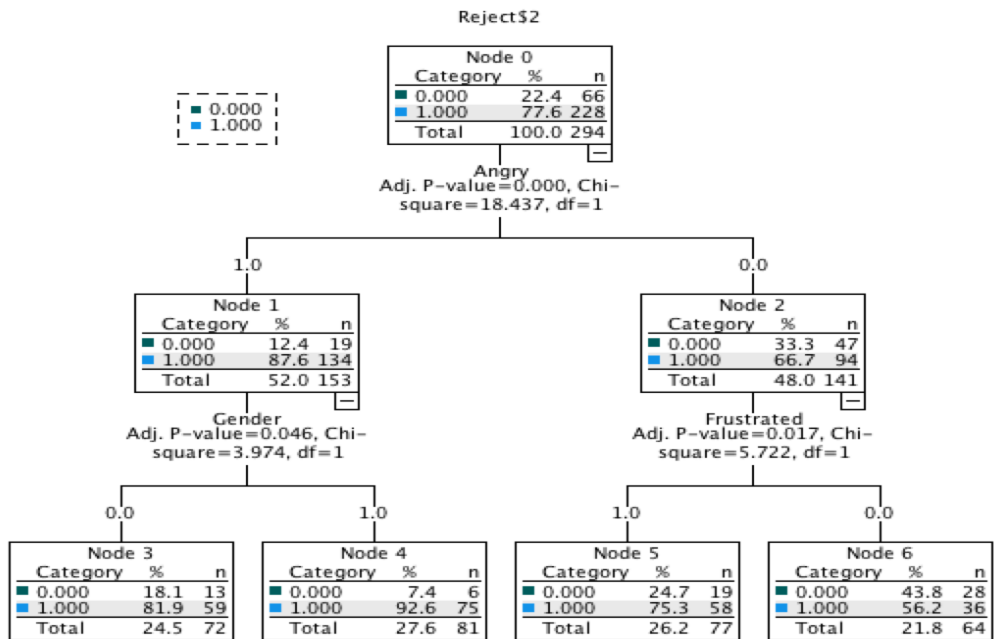 Reject$2
0.000
1.000
Node 0
Category % n
0.000 22.4 66
1.000 77.6 228
Total 100.0 294
Angry
Adj. P-value=0.000, Chi-
square=18.437, df=1
1.0 0.0
Node 1
Category % n
0.000 12.4 19
1.000 87.6 134
Total 52.0 153
Node 2
Category % n
0.000 33.3 47
1.000 66.7 94
Total 48.0 141
Gender
Adj. P-value=0.046, Chi-
square=3.974, df=1
Frustrated
Adj. P-value=0.017, Chi-
square=5.722, df=1
0.0 1.0 1.0 0.0
Node 3
Category % n
0.000 18.1 13
1.000 81.9 59
Total 24.5 72
Node 4
Category % n
0.000 7.4 6
1.000 92.6 75
Total 27.6 81
Node 5
Category % n
0.000 24.7 19
1.000 75.3 58
Total 26.2 77
Node 6
Category % n
0.000 43.8 28
1.000 56.2 36
Total 21.8 64